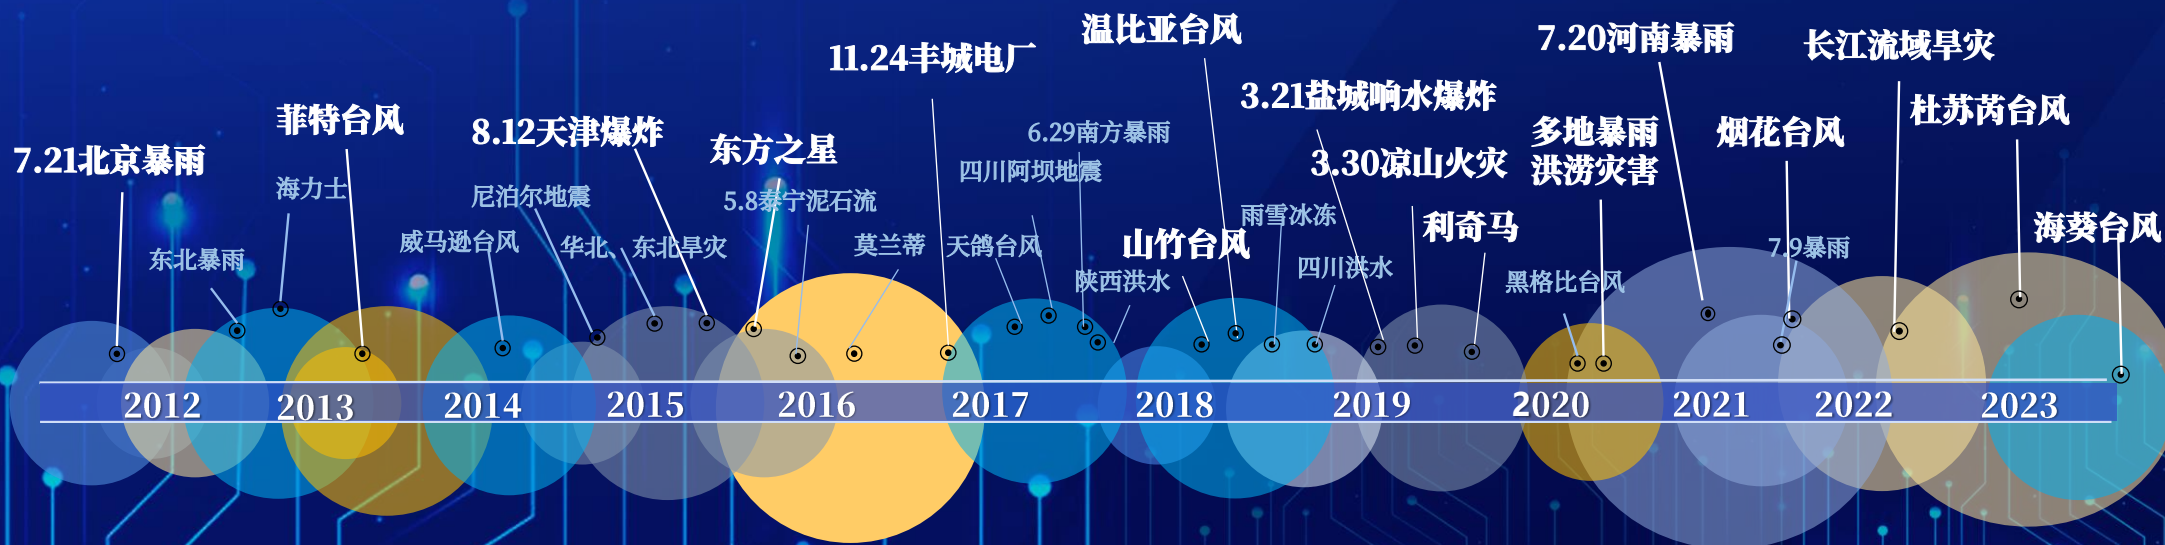 7.21北京暴雨
东北暴雨
海力士
菲特台风
威马逊台风
8.12天津爆炸
尼泊尔地震
华北、东北旱灾
东方之星
5.8泰宁泥石流
莫兰蒂
11.24丰城电厂
天鸽台风
四川阿坝地震
6.29南方暴雨
陕西洪水
温比亚台风
山竹台风
雨雪冰冻
四川洪水
3.21盐城响水爆炸
3.30凉山火灾
利奇马
黑格比台风
多地暴雨
洪涝灾害
7.20河南暴雨
烟花台风
7.9暴雨
长江流域旱灾
杜苏芮台风
海葵台风
2012
2013
2014
2015
2016
2017
2018
2019
2020
2021
2022
2023